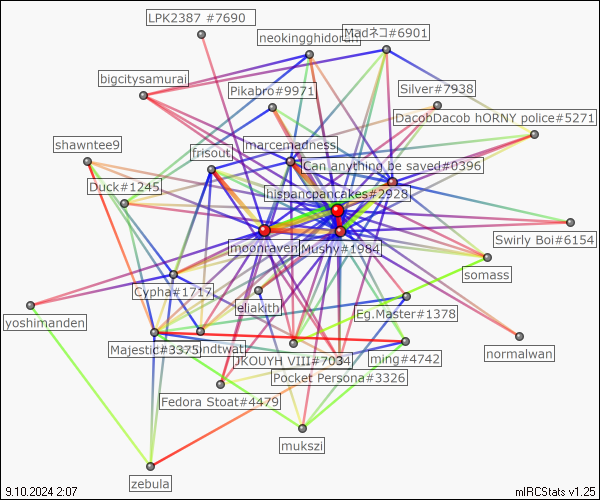 LPK2387 #7690
Madネコ#6901
bigcitysamurai
Pikabro#9971
Silver#7938
DacobDacob hORNY police#5271
shawntee9
frisout
marcemadness
Can anything be saved#0396
Duck#1245
hispancpancakes#2928
moonraven
Mushy#1984
Swirly Boi#6154
somass
Cypha#1717
eliakith
Eg.Master#1378
yoshimanden
Majestic#3375
JKOUYH VIII#7034
ming#4742
normalwan
Pocket Persona#3326
Fedora Stoat#4479
mukszi
zebula
9.10.2024 2:07
mIRCStats v1.25